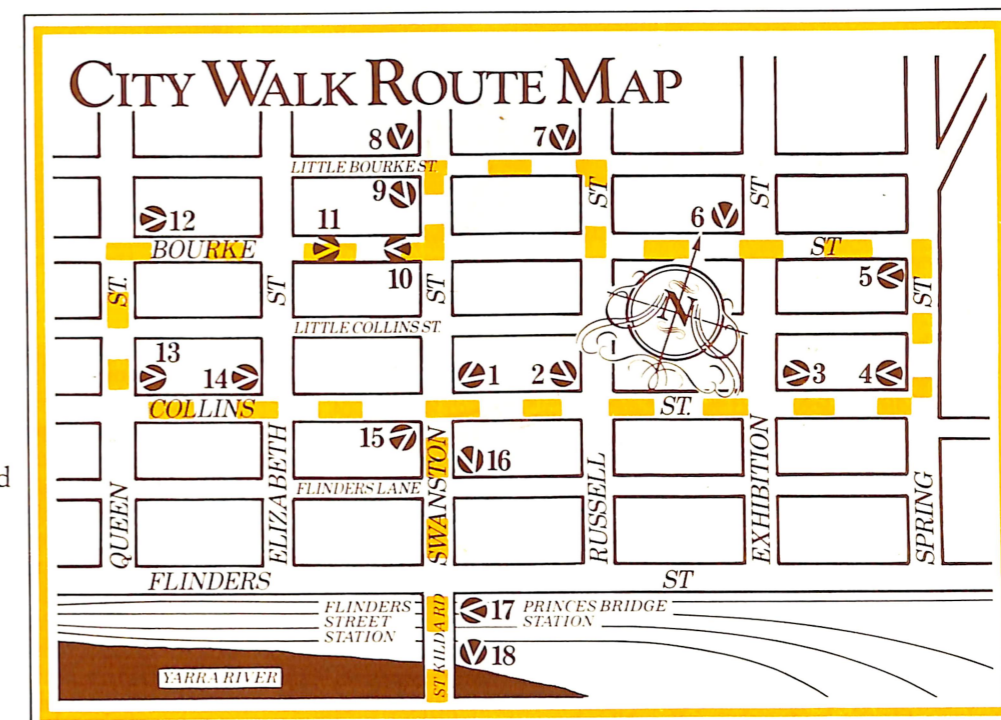 CITY WALK ROUTE MAP
8
7
LITTLE BOURKE ST.
9
12
11
6
ST
ST
BOURKE
ST
10
5
ST.
ST
ST
ST
N
LITTLE COLLINS ST.
13
14
1
2
3
4
COLLINS
ST.
15
16
d
FLINDERS LANE
QUEEN
ELIZABETH
SWANSTON
RUSSELL
EXHIBITION
SPRING
FLINDERS
ST
FLINDERS
STREET
STATION
ST KILDA RD
17
PRINCES BRIDGE
STATION
18
YARRA RIVER